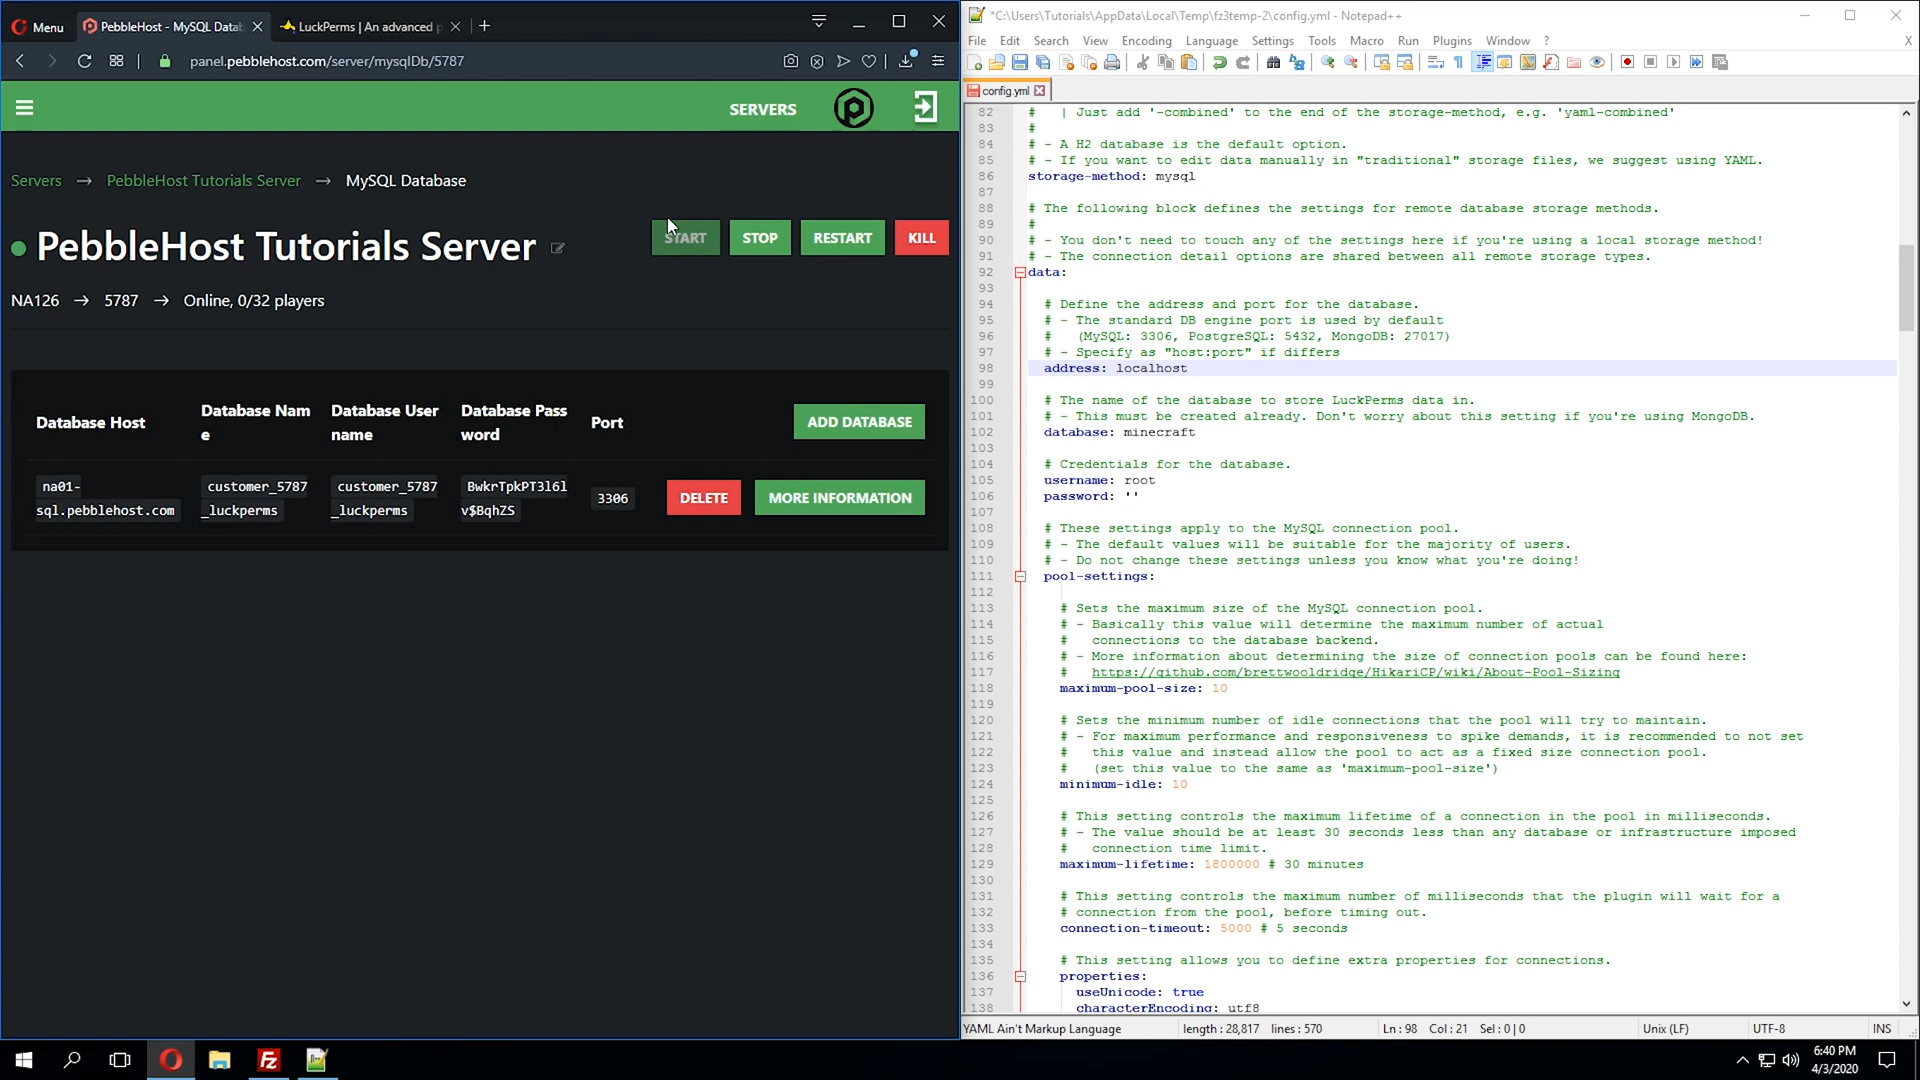 Menu
PebbleHost - MySQL Datab
LuckPerms | An advanced p
panel.pebblehost.com/server/mysqlDb/5787
SERVERS
Servers → PebbleHost Tutorials Server → MySQL Database
PebbleHost Tutorials Server
START
STOP
RESTART
KILL
NA126 → 5787 → Online, 0/32 players
Database Host
Database Nam
e
Database User
name
Database Pass
word
Port
ADD DATABASE
na01-
sql.pebblehost.com
customer_5787
_luckperms
customer_5787
_luckperms
BwkrTpkPT3l6l
v$BqhZS
3306
DELETE
MORE INFORMATION
*C:\Users\Tutorials\AppData\Local\Temp\fz3temp-2\config.yml - Notepad++
File Edit Search View Encoding Language Settings Tools Macro Run Plugins Window ?
X
config.yml
82 #   | Just add '-combined' to the end of the storage-method, e.g. 'yaml-combined'
83 #
84 # - A H2 database is the default option.
85 # - If you want to edit data manually in "traditional" storage files, we suggest using YAML.
86 storage-method: mysql
87
88 # The following block defines the settings for remote database storage methods.
89 #
90 # - You don't need to touch any of the settings here if you're using a local storage method!
91 # - The connection detail options are shared between all remote storage types.
92 data:
93
94 # Define the address and port for the database.
95 # - The standard DB engine port is used by default
96 #   (MySQL: 3306, PostgreSQL: 5432, MongoDB: 27017)
97 # - Specify as "host:port" if differs
98 address: localhost
99
100 # The name of the database to store LuckPerms data in.
101 # - This must be created already. Don't worry about this setting if you're using MongoDB.
102 database: minecraft
103
104 # Credentials for the database.
105 username: root
106 password: ''
107
108 # These settings apply to the MySQL connection pool.
109 # - The default values will be suitable for the majority of users.
110 # - Do not change these settings unless you know what you're doing!
111 pool-settings:
112
113 # Sets the maximum size of the MySQL connection pool.
114 # - Basically this value will determine the maximum number of actual
115 #   connections to the database backend.
116 # - More information about determining the size of connection pools can be found here:
117 #   https://github.com/brettwooldridge/HikariCP/wiki/About-Pool-Sizing
118 maximum-pool-size: 10
119
120 # Sets the minimum number of idle connections that the pool will try to maintain.
121 # - For maximum performance and responsiveness to spike demands, it is recommended to not set
122 #   this value and instead allow the pool to act as a fixed size connection pool.
123 #   (set this value to the same as 'maximum-pool-size')
124 minimum-idle: 10
125
126 # This setting controls the maximum lifetime of a connection in the pool in milliseconds.
127 # - The value should be at least 30 seconds less than any database or infrastructure imposed
128 #   connection time limit.
129 maximum-lifetime: 1800000 # 30 minutes
130
131 # This setting controls the maximum number of milliseconds that the plugin will wait for a
132 # connection from the pool, before timing out.
133 connection-timeout: 5000 # 5 seconds
134
135 # This setting allows you to define extra properties for connections.
136 properties:
137 useUnicode: true
138 characterEncoding: utf8
YAML Ain't Markup Language
length : 28,817 lines : 570
Ln : 98 Col : 21 Sel : 0 | 0
Unix (LF)
UTF-8
INS
6:40 PM
4/3/2020